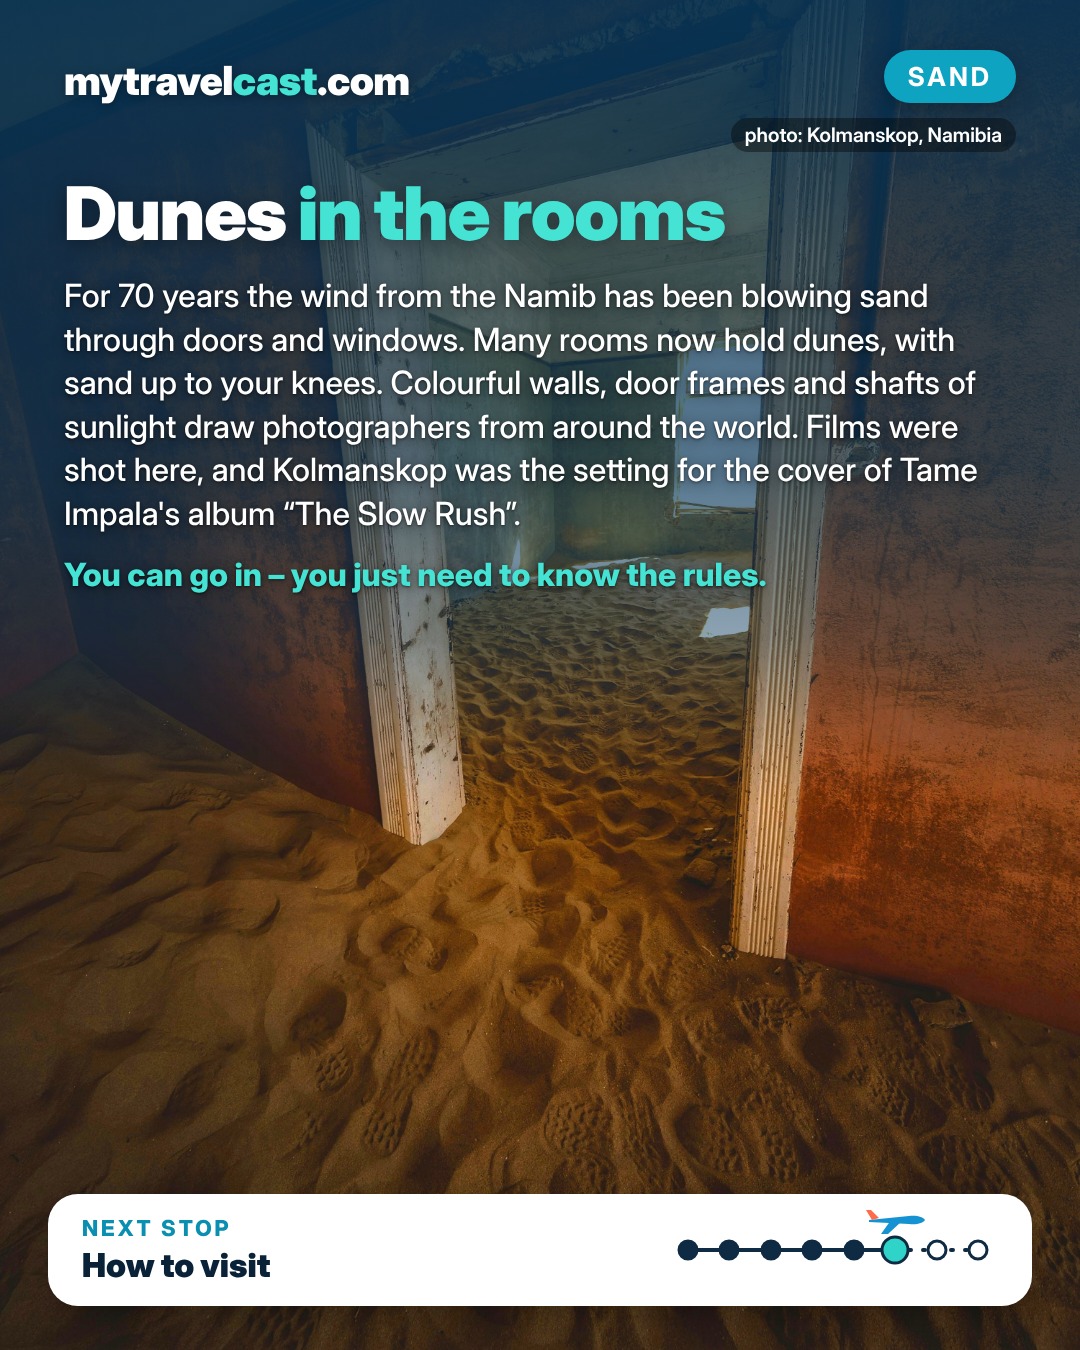 mytravelcast.com
SAND
photo: Kolmanskop, Namibia
Dunes in the rooms
For 70 years the wind from the Namib has been blowing sand
through doors and windows. Many rooms now hold dunes, with
sand up to your knees. Colourful walls, door frames and shafts of
sunlight draw photographers from around the world. Films were
shot here, and Kolmanskop was the setting for the cover of Tame
Impala's album “The Slow Rush”.
You can go in – you just need to know the rules.
NEXT STOP
How to visit